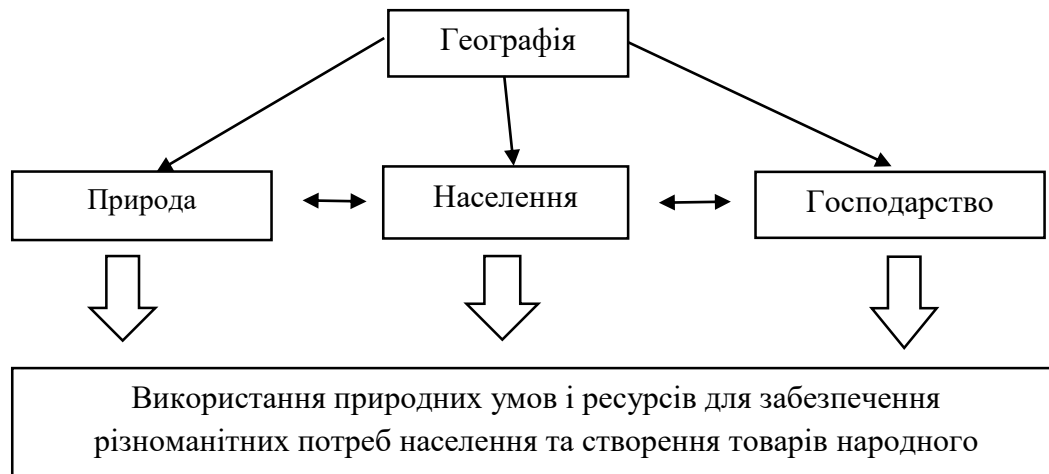 Географія
Природа
Населення
Господарство
Використання природних умов і ресурсів для забезпечення
різноманітних потреб населення та створення товарів народного